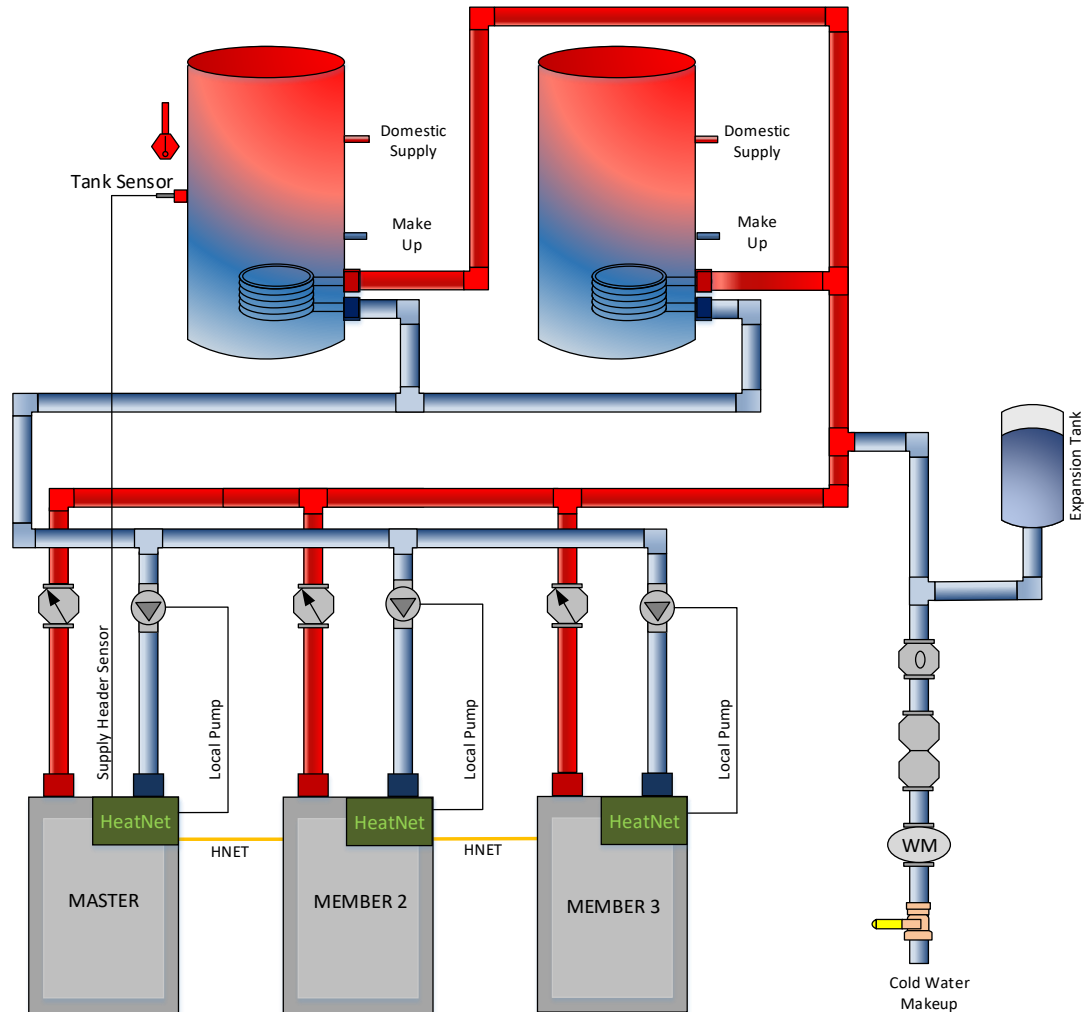 Domestic
Supply
Domestic
Supply
Tank Sensor
Make
Up
Make
Up
Expansion Tank
Supply Header Sensor
Local Pump
Local Pump
Local Pump
HeatNet
HeatNet
HeatNet
HNET
HNET
WM
MASTER
MEMBER 2
MEMBER 3
0
Cold Water
Makeup